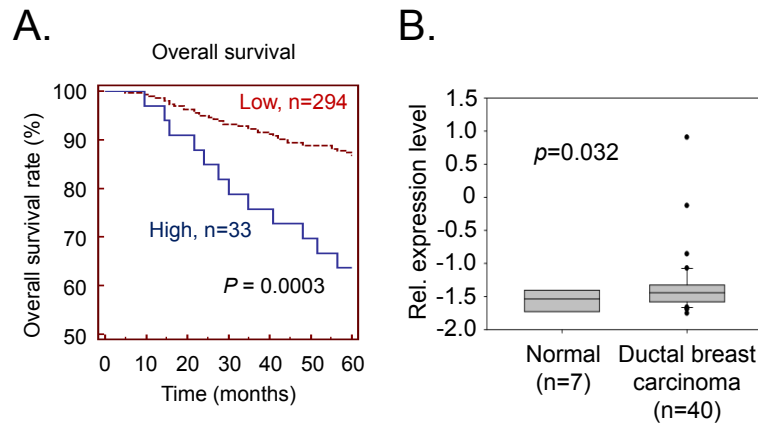 A.
Overall survival
Overall survival rate (%)
100
90
80
70
60
50
Low, n=294
High, n=33
P = 0.0003
0 10 20 30 40 50 60
Time (months)
B.
Rel. expression level
1.5
1.0
0.5
0
-0.5
-1.0
-1.5
-2.0
p=0.032
Normal
(n=7)
Ductal breast
carcinoma
(n=40)